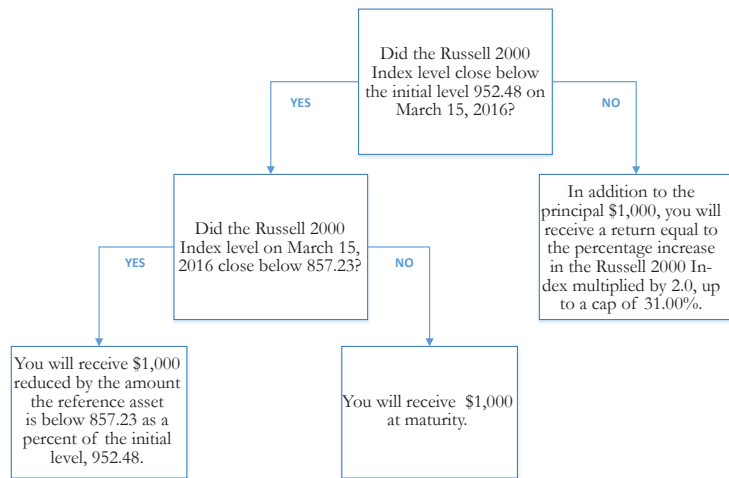 Did the Russell 2000
Index level close below
the initial level 952.48 on
March 15, 2016?
YES
NO
Did the Russell 2000
Index level on March 15,
2016 close below 857.23?
In addition to the
principal $1,000, you will
receive a return equal to
the percentage increase
in the Russell 2000 In-
dex multiplied by 2.0, up
to a cap of 31.00%.
YES
NO
You will receive $1,000
reduced by the amount
the reference asset
is below 857.23 as a
percent of the initial
level, 952.48.
You will receive $1,000
at maturity.